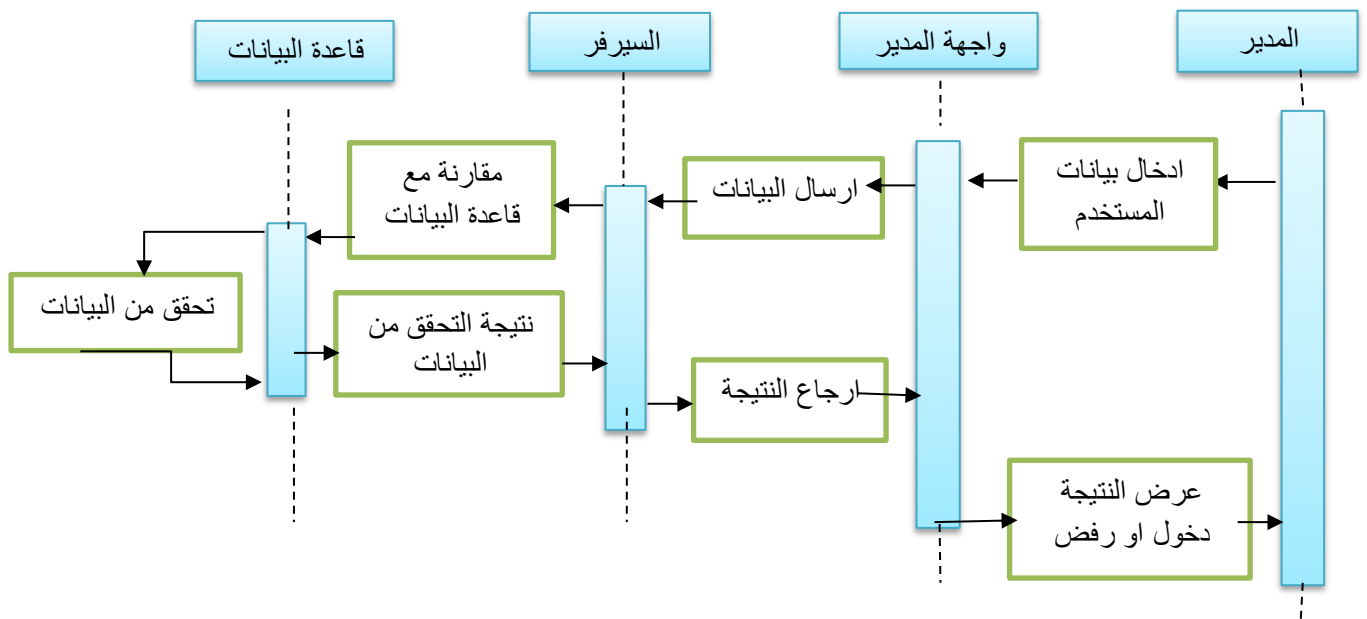 المدير
واجهة المدير
السيرفر
قاعدة البيانات
ادخال بيانات
المستخدم
ارسال البيانات
مقارنة مع
قاعدة البيانات
تحقق من البيانات
نتيجة التحقق من
البيانات
ارجاع النتيجة
عرض النتيجة
دخول او رفض